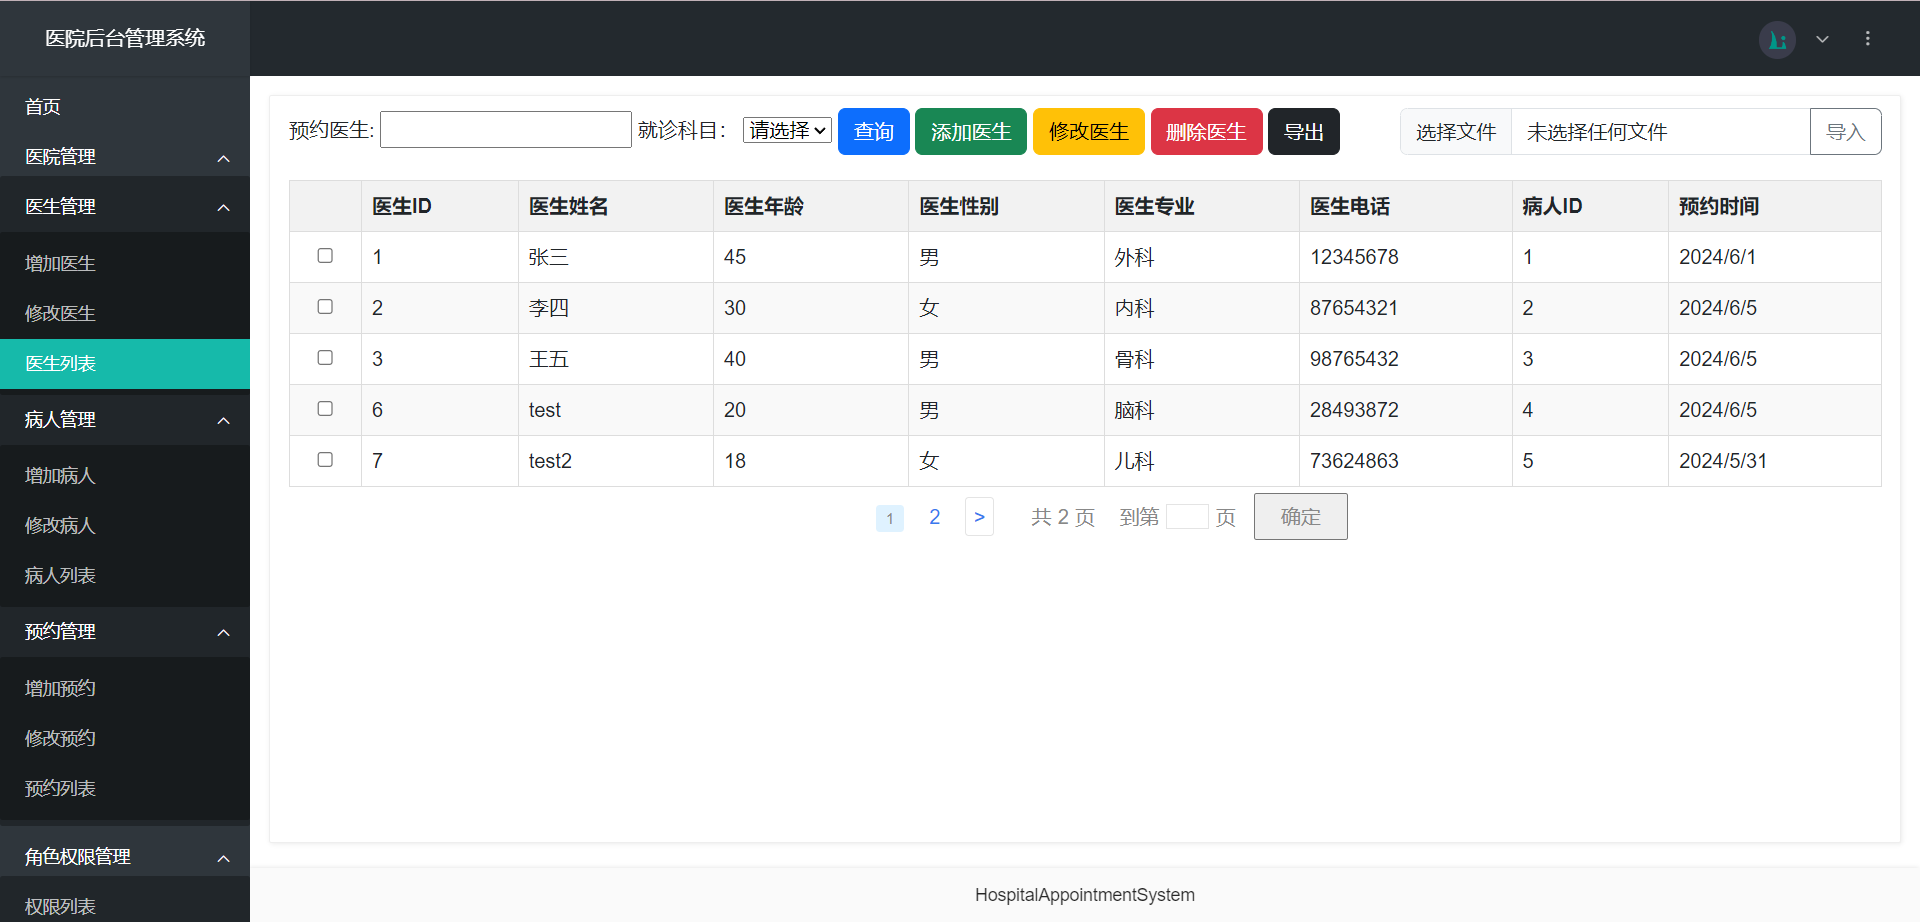 医院后台管理系统
首页
医院管理
医生管理
增加医生
修改医生
医生列表
病人管理
增加病人
修改病人
病人列表
预约管理
增加预约
修改预约
预约列表
角色权限管理
权限列表
预约医生: 就诊科目： 请选择 查询 添加医生 修改医生 删除医生 导出 选择文件 未选择任何文件 导入
医生ID 医生姓名 医生年龄 医生性别 医生专业 医生电话 病人ID 预约时间
1 张三 45 男 外科 12345678 1 2024/6/1
2 李四 30 女 内科 87654321 2 2024/6/5
3 王五 40 男 骨科 98765432 3 2024/6/5
6 test 20 男 脑科 28493872 4 2024/6/5
7 test2 18 女 儿科 73624863 5 2024/5/31
1 2 > 共 2 页 到第 页 确定
HospitalAppointmentSystem